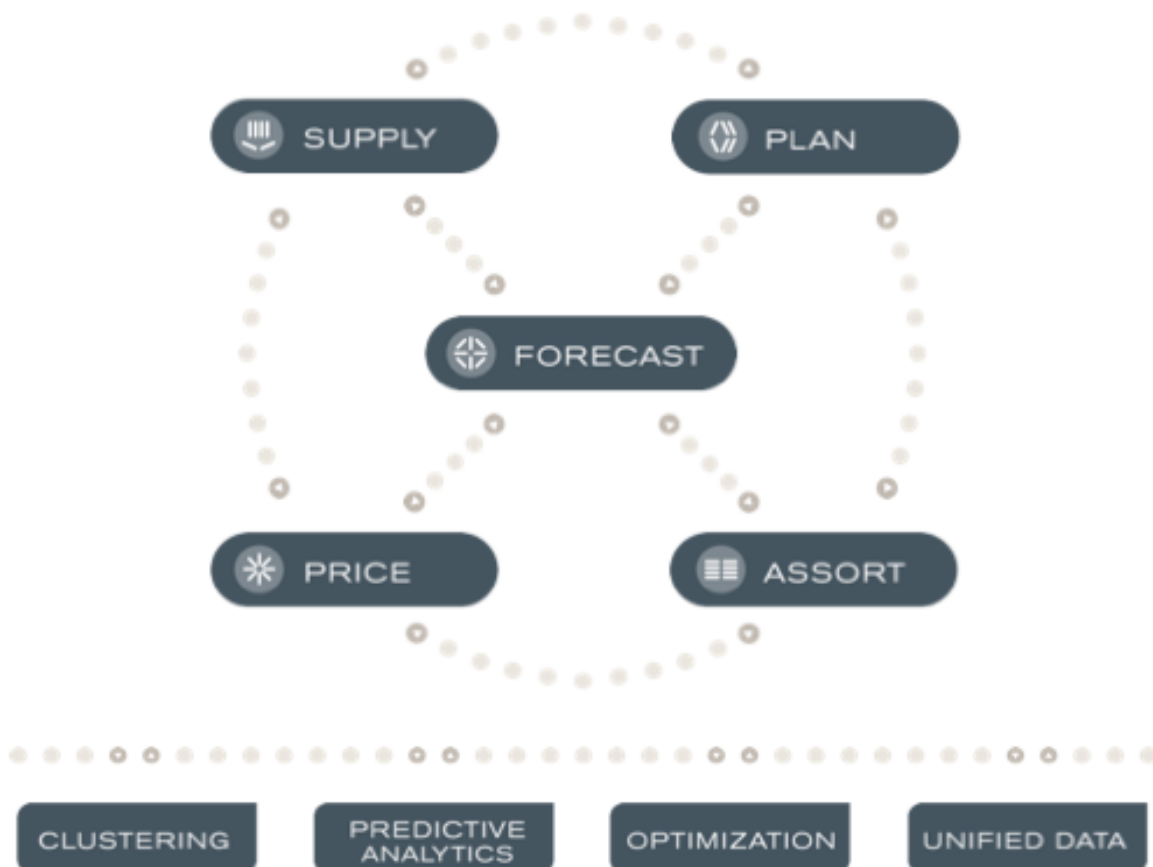 SUPPLY
PLAN
FORECAST
PRICE
ASSORT
CLUSTERING
PREDICTIVE
ANALYTICS
OPTIMIZATION
UNIFIED DATA